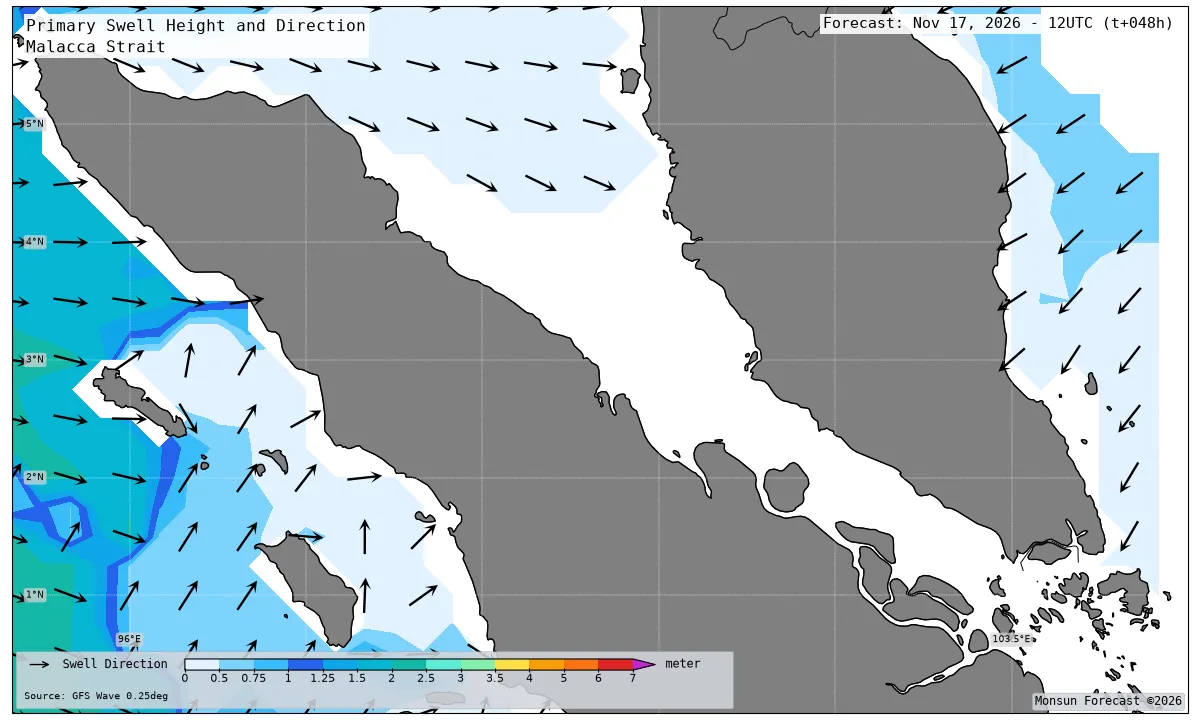 Primary Swell Height and Direction
Malacca Strait
Forecast: Nov 17, 2026 - 12UTC (t+048h)
5°N
4°N
3°N
2°N
1°N
96°E
103.5°E
Swell Direction
0 0.5 0.75 1 1.25 1.5 2 2.5 3 3.5 4 5 6 7
meter
Source: GFS Wave 0.25deg
Monsun Forecast ©2026